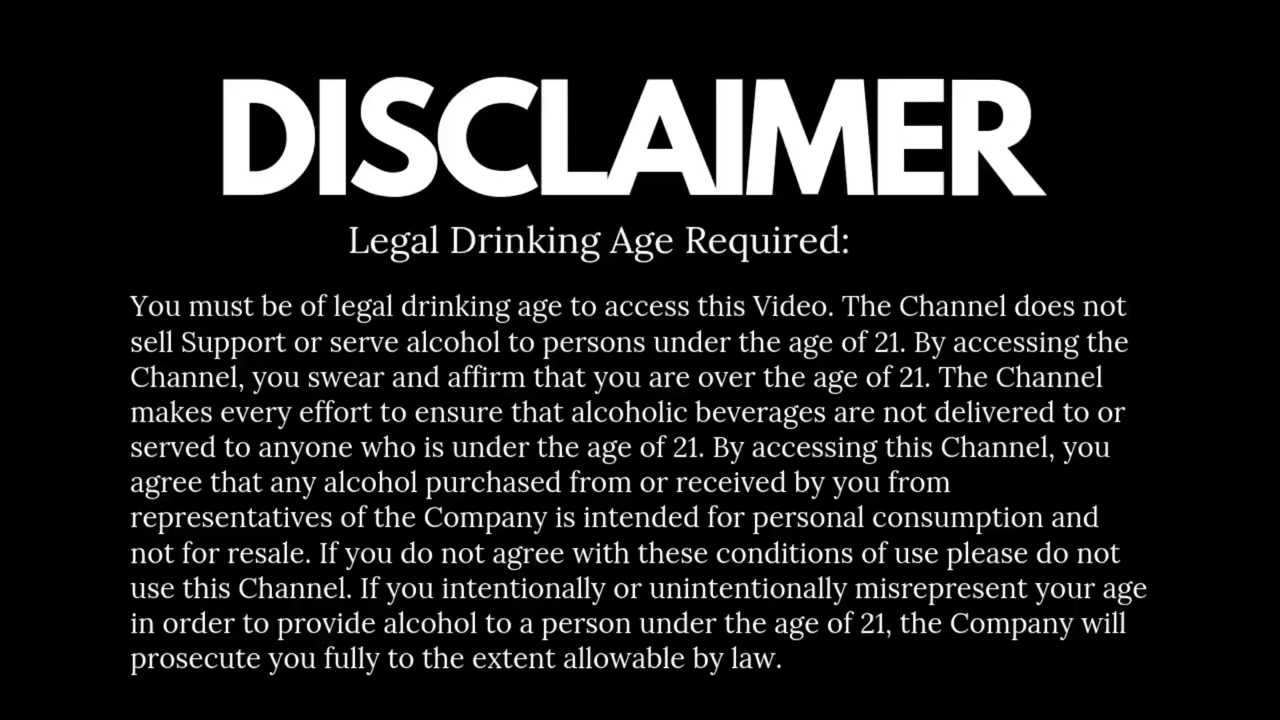 DISCLAIMER
Legal Drinking Age Required:
You must be of legal drinking age to access this Video. The Channel does not
sell Support or serve alcohol to persons under the age of 21. By accessing the
Channel, you swear and affirm that you are over the age of 21. The Channel
makes every effort to ensure that alcoholic beverages are not delivered to or
served to anyone who is under the age of 21. By accessing this Channel, you
agree that any alcohol purchased from or received by you from
representatives of the Company is intended for personal consumption and
not for resale. If you do not agree with these conditions of use please do not
use this Channel. If you intentionally or unintentionally misrepresent your age
in order to provide alcohol to a person under the age of 21, the Company will
prosecute you fully to the extent allowable by law.